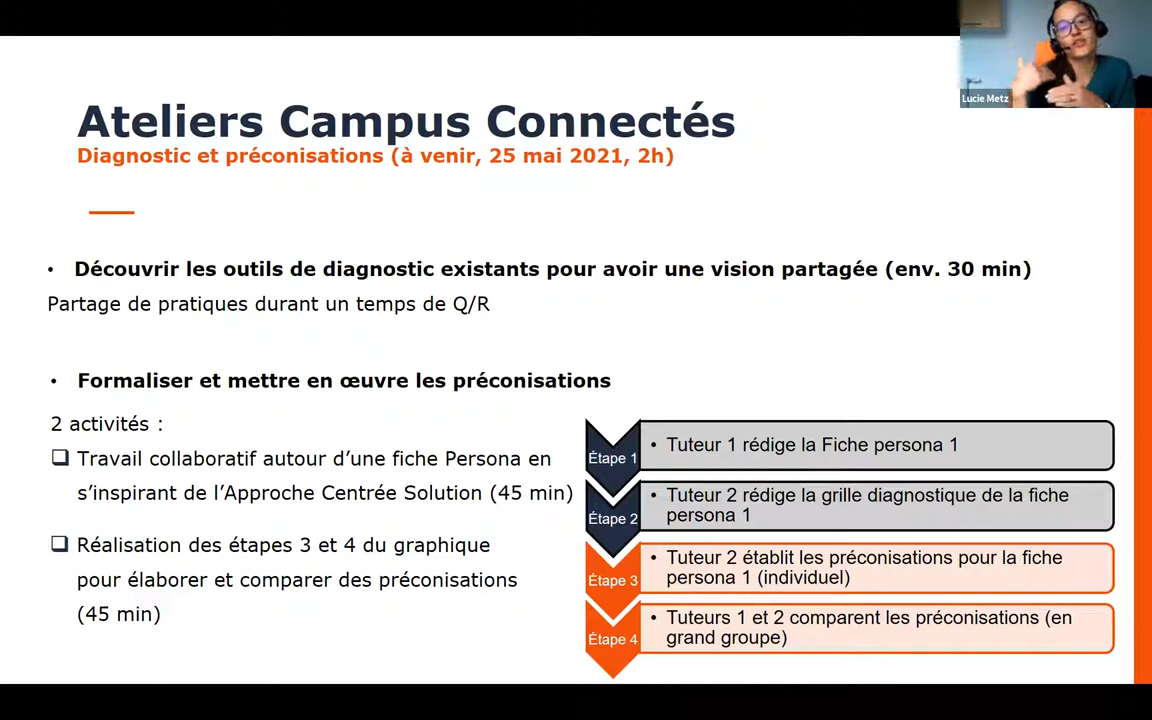 Lucie Metz
Ateliers Campus Connectés
Diagnostic et préconisations (à venir, 25 mai 2021, 2h)
• Découvrir les outils de diagnostic existants pour avoir une vision partagée (env. 30 min)
Partage de pratiques durant un temps de Q/R
• Formaliser et mettre en œuvre les préconisations
2 activités :
❑ Travail collaboratif autour d’une fiche Persona en
s’inspirant de l’Approche Centrée Solution (45 min)
❑ Réalisation des étapes 3 et 4 du graphique
pour élaborer et comparer des préconisations
(45 min)
Étape 1
• Tuteur 1 rédige la Fiche persona 1
Étape 2
• Tuteur 2 rédige la grille diagnostique de la fiche
persona 1
Étape 3
• Tuteur 2 établit les préconisations pour la fiche
persona 1 (individuel)
Étape 4
• Tuteurs 1 et 2 comparent les préconisations (en
grand groupe)